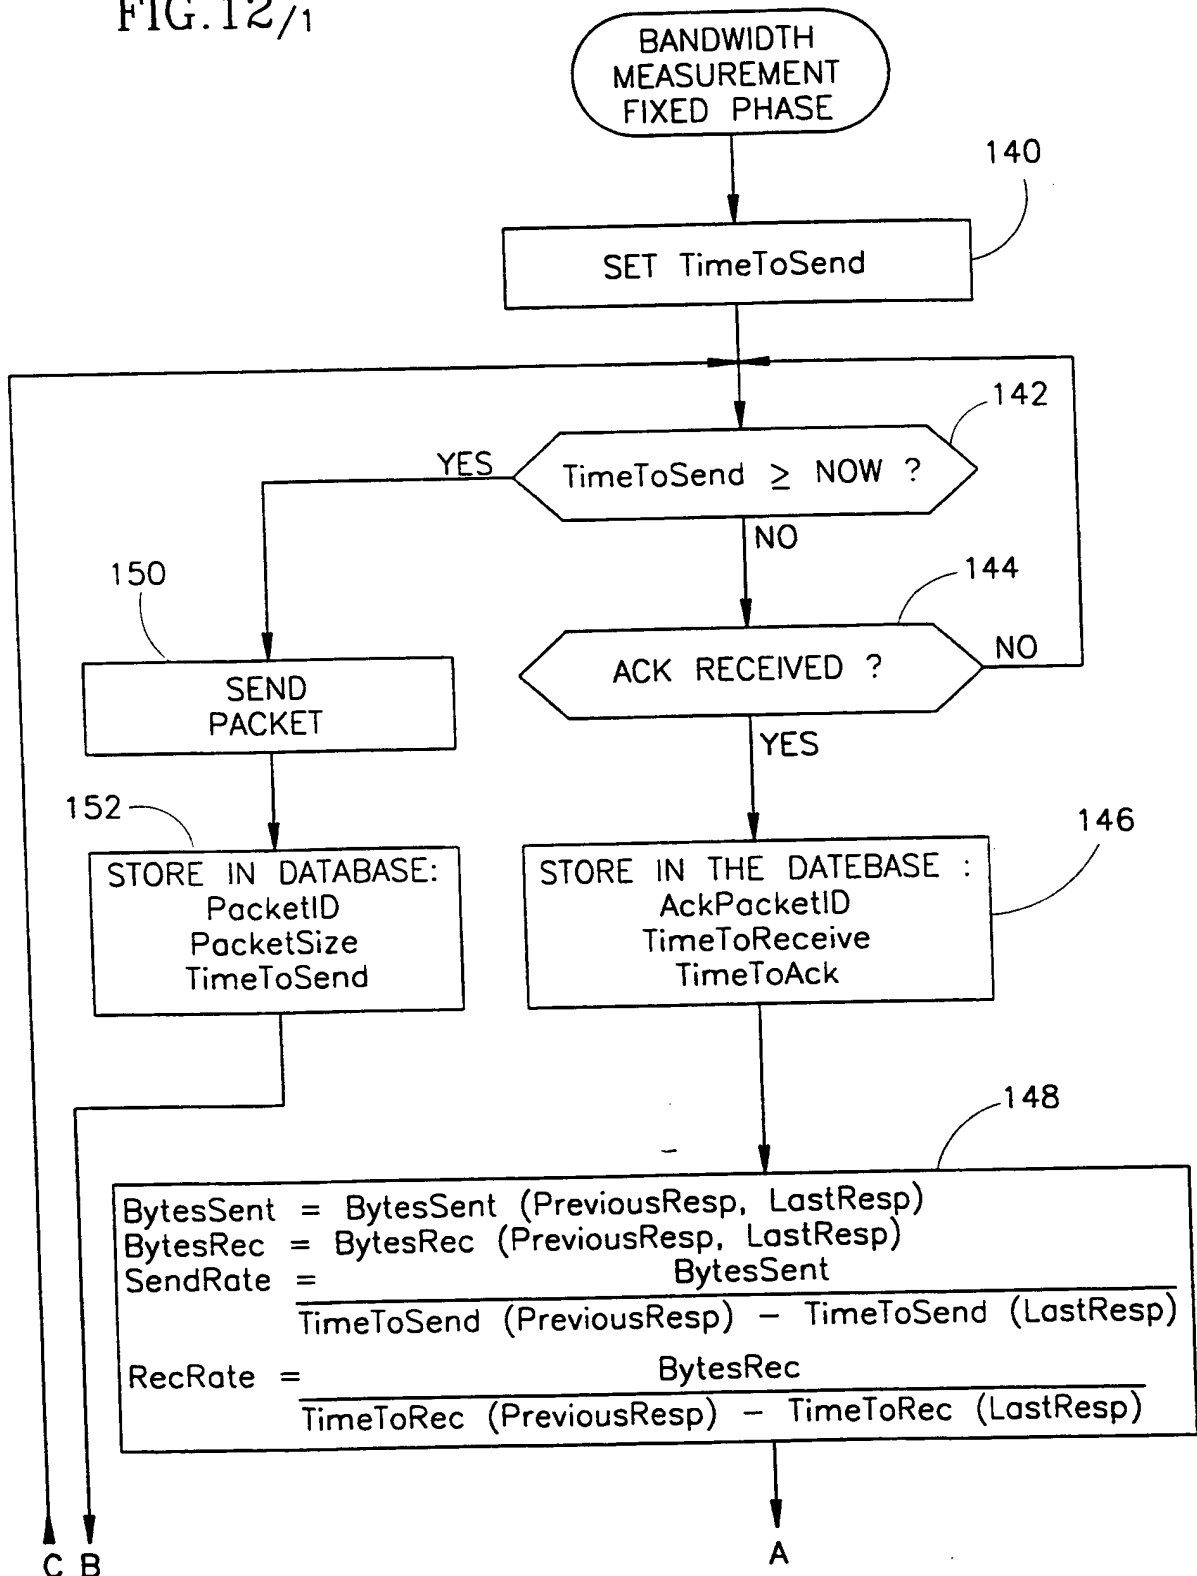 FIG.12/1
BANDWIDTH
MEASUREMENT
FIXED PHASE
140
SET TimeToSend
142
YES
TimeToSend ≥ NOW ?
NO
150
144
ACK RECEIVED ?
NO
SEND
PACKET
YES
152
146
STORE IN DATABASE:
PacketID
PacketSize
TimeToSend
STORE IN THE DATEBASE :
AckPacketID
TimeToReceive
TimeToAck
148
BytesSent = BytesSent (PreviousResp, LastResp)
BytesRec = BytesRec (PreviousResp, LastResp)
SendRate = BytesSent
TimeToSend (PreviousResp) – TimeToSend (LastResp)
RecRate = BytesRec
TimeToRec (PreviousResp) – TimeToRec (LastResp)
C B
A